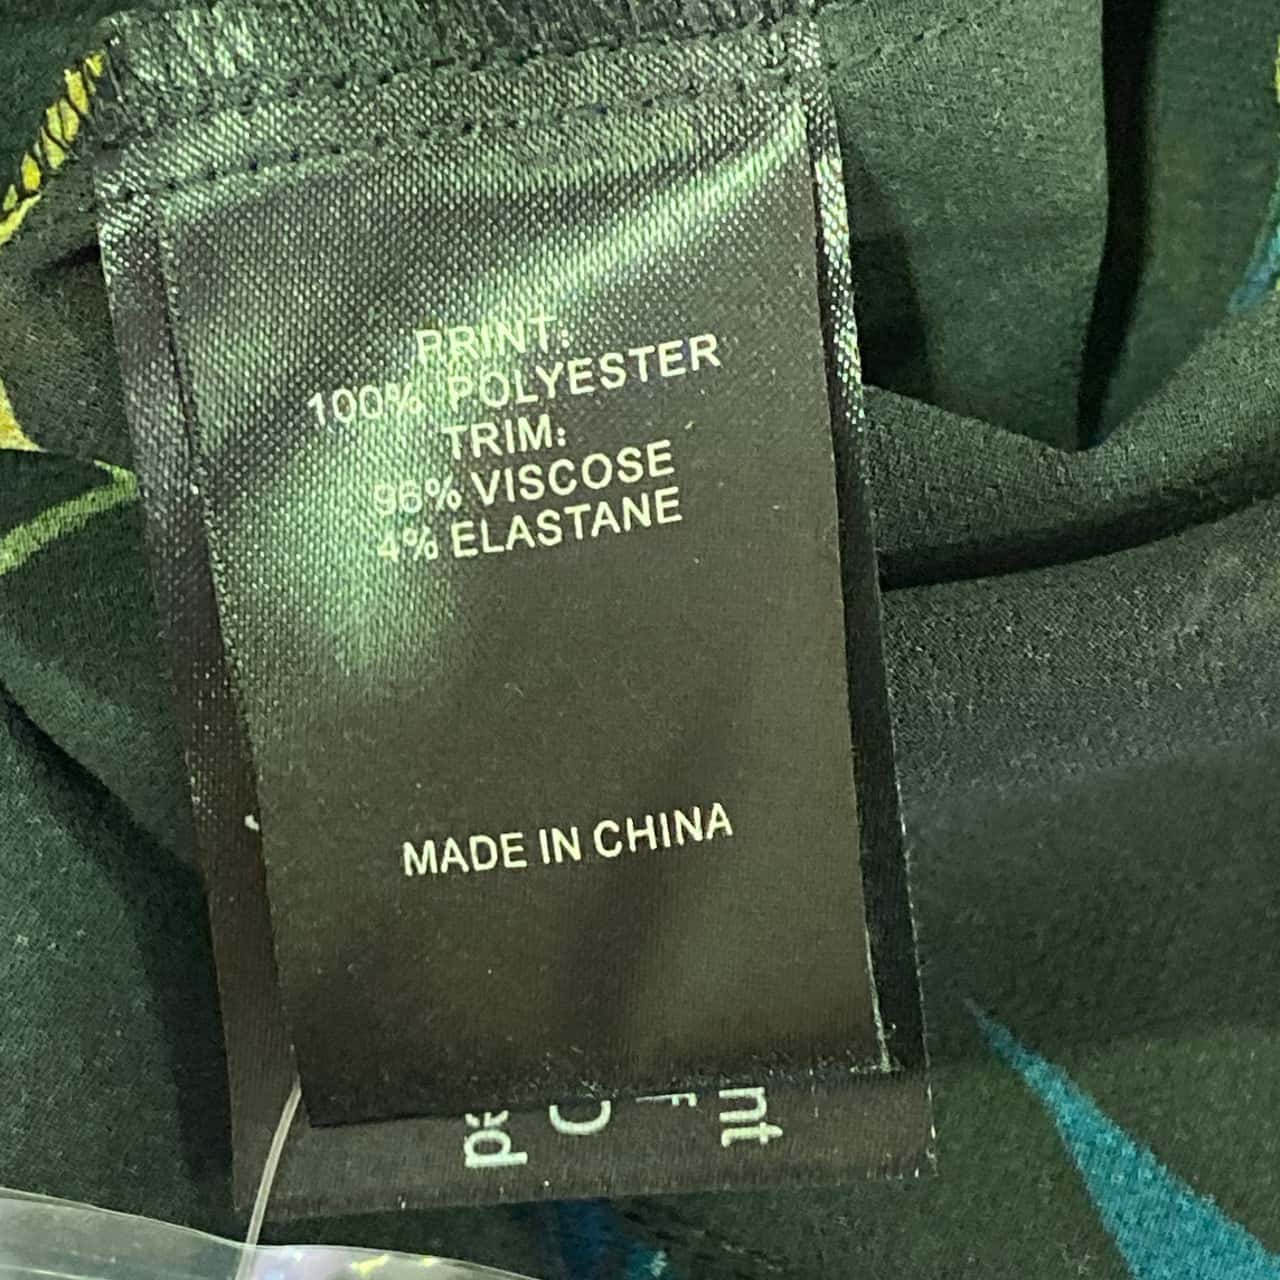 PRINT:
100% POLYESTER
TRIM:
96% VISCOSE
4% ELASTANE
MADE IN CHINA